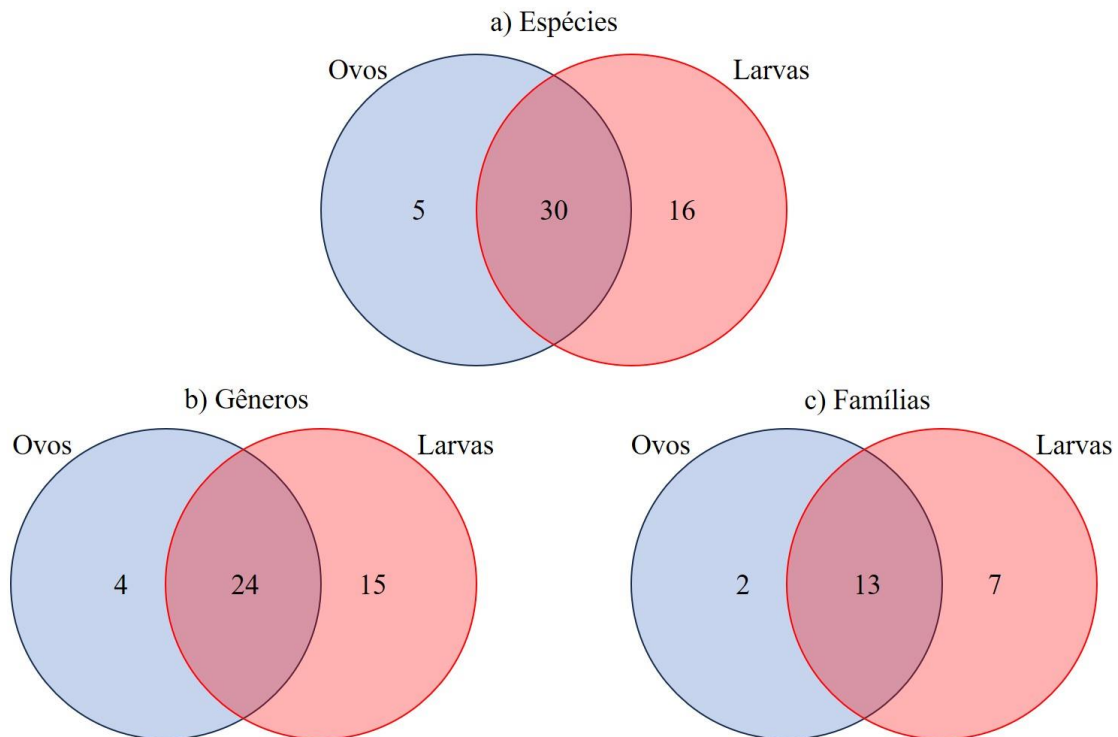 a) Espécies
Ovos
Larvas
5
30
16
b) Gêneros
Ovos
Larvas
4
24
15
c) Famílias
Ovos
Larvas
2
13
7